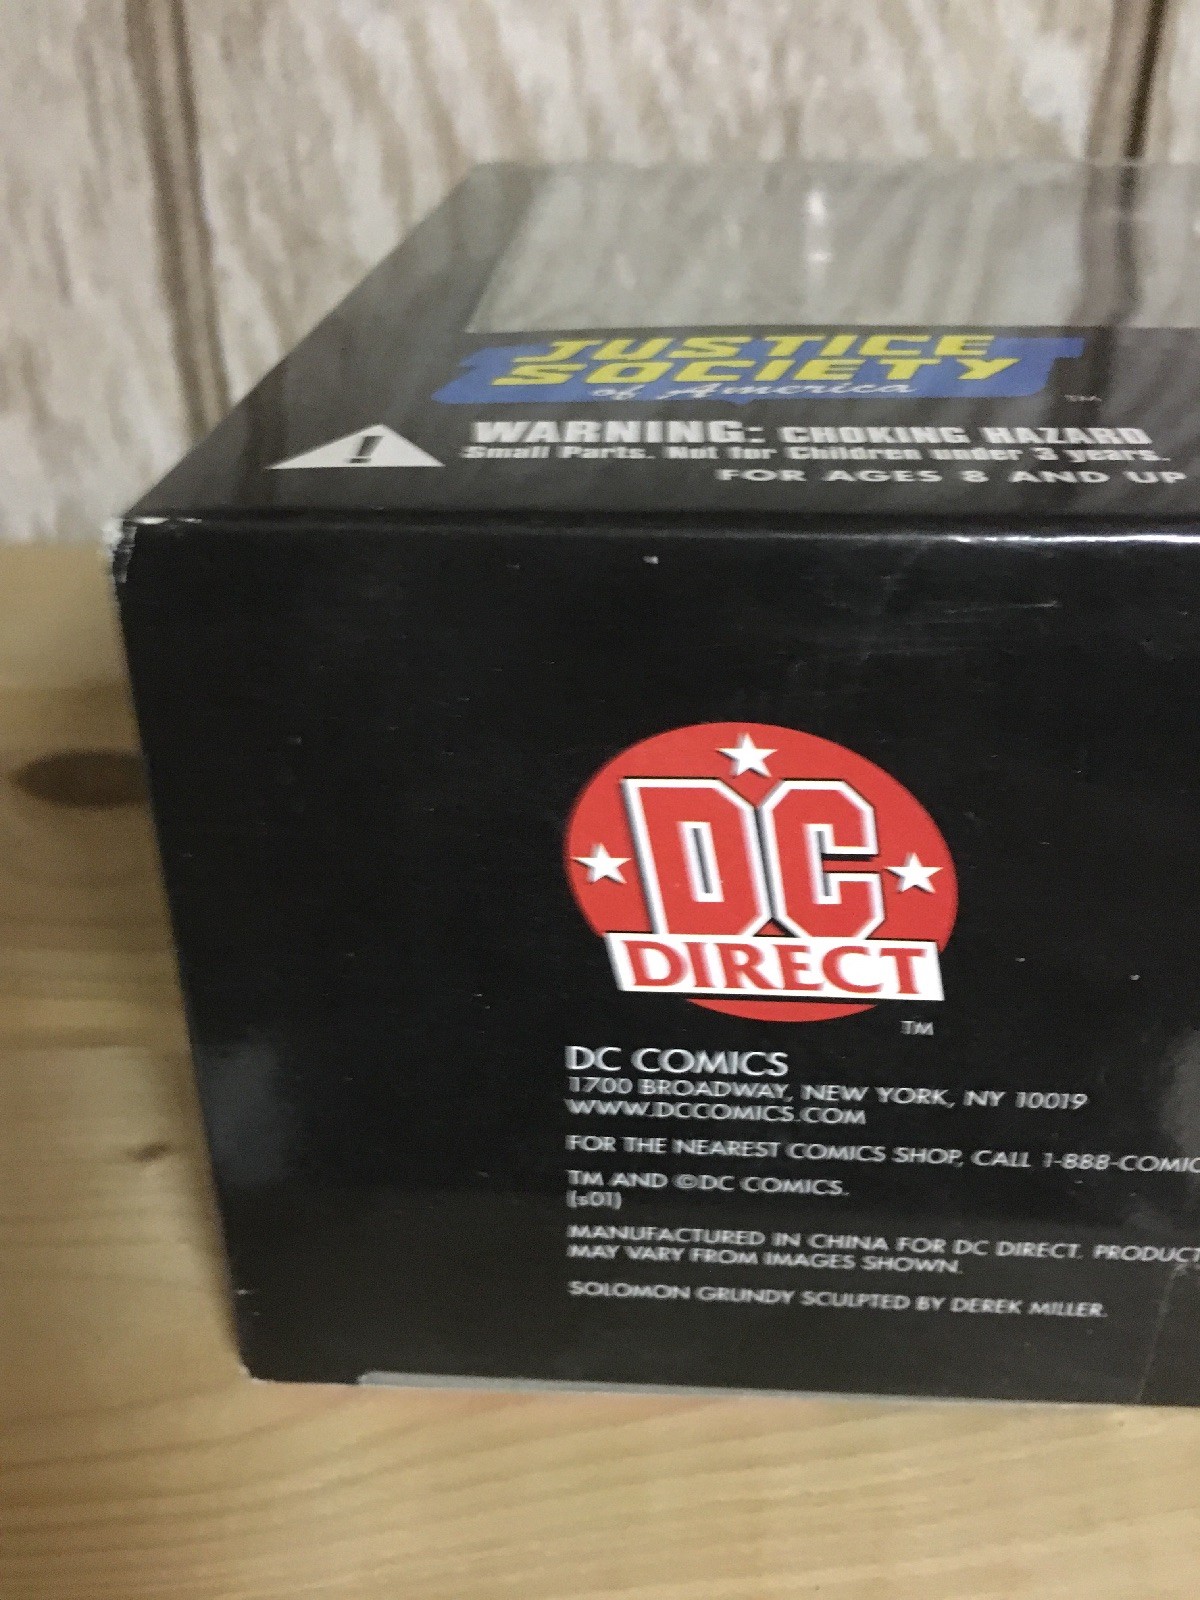 JUSTICE
SOCIETY
of America
TM
!
WARNING: CHOKING HAZARD
Small Parts. Not for Children under 3 years.
FOR AGES 8 AND UP
DC
DIRECT
TM
DC COMICS
1700 BROADWAY, NEW YORK, NY 10019
WWW.DCCOMICS.COM
FOR THE NEAREST COMICS SHOP, CALL 1-888-COMIC
TM AND ©DC COMICS.
(s01)
MANUFACTURED IN CHINA FOR DC DIRECT. PRODUCT
MAY VARY FROM IMAGES SHOWN.
SOLOMON GRUNDY SCULPTED BY DEREK MILLER.